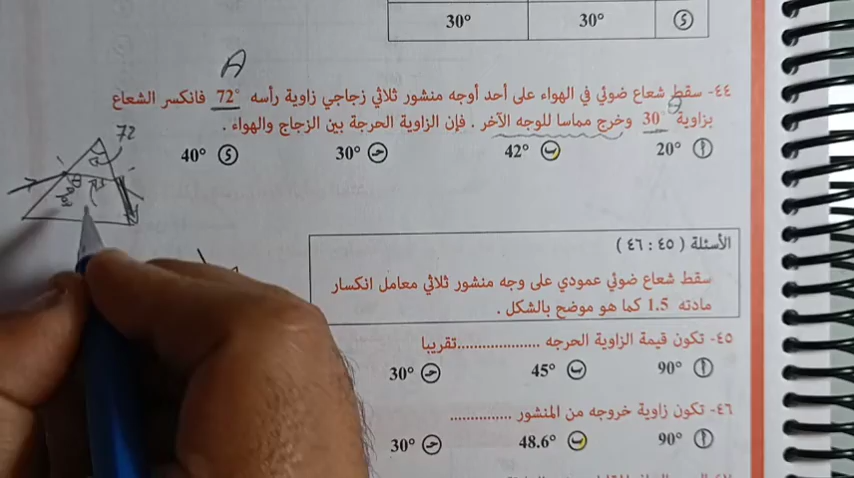 30° 30° ٤
A
٤٤- سقط شعاع ضوئي في الهواء على أحد أوجه منشور ثلاثي زجاجي زاوية رأسه 72° فانكسر الشعاع
بزاوية 30° وخرج مماسا للوجه الآخر . فإن الزاوية الحرجة بين الزجاج والهواء .
أ 20° ب 42° ج 30° د 40°
72
الأسئلة ( ٤٥ : ٤٦ )
سقط شعاع ضوئي عمودي على وجه منشور ثلاثي معامل انكسار
مادته 1.5 كما هو موضح بالشكل .
٤٥- تكون قيمة الزاوية الحرجه ....................تقريبا
أ 90° ب 45° ج 30°
٤٦- تكون زاوية خروجه من المنشور ...............
أ 90° ب 48.6° ج 30°